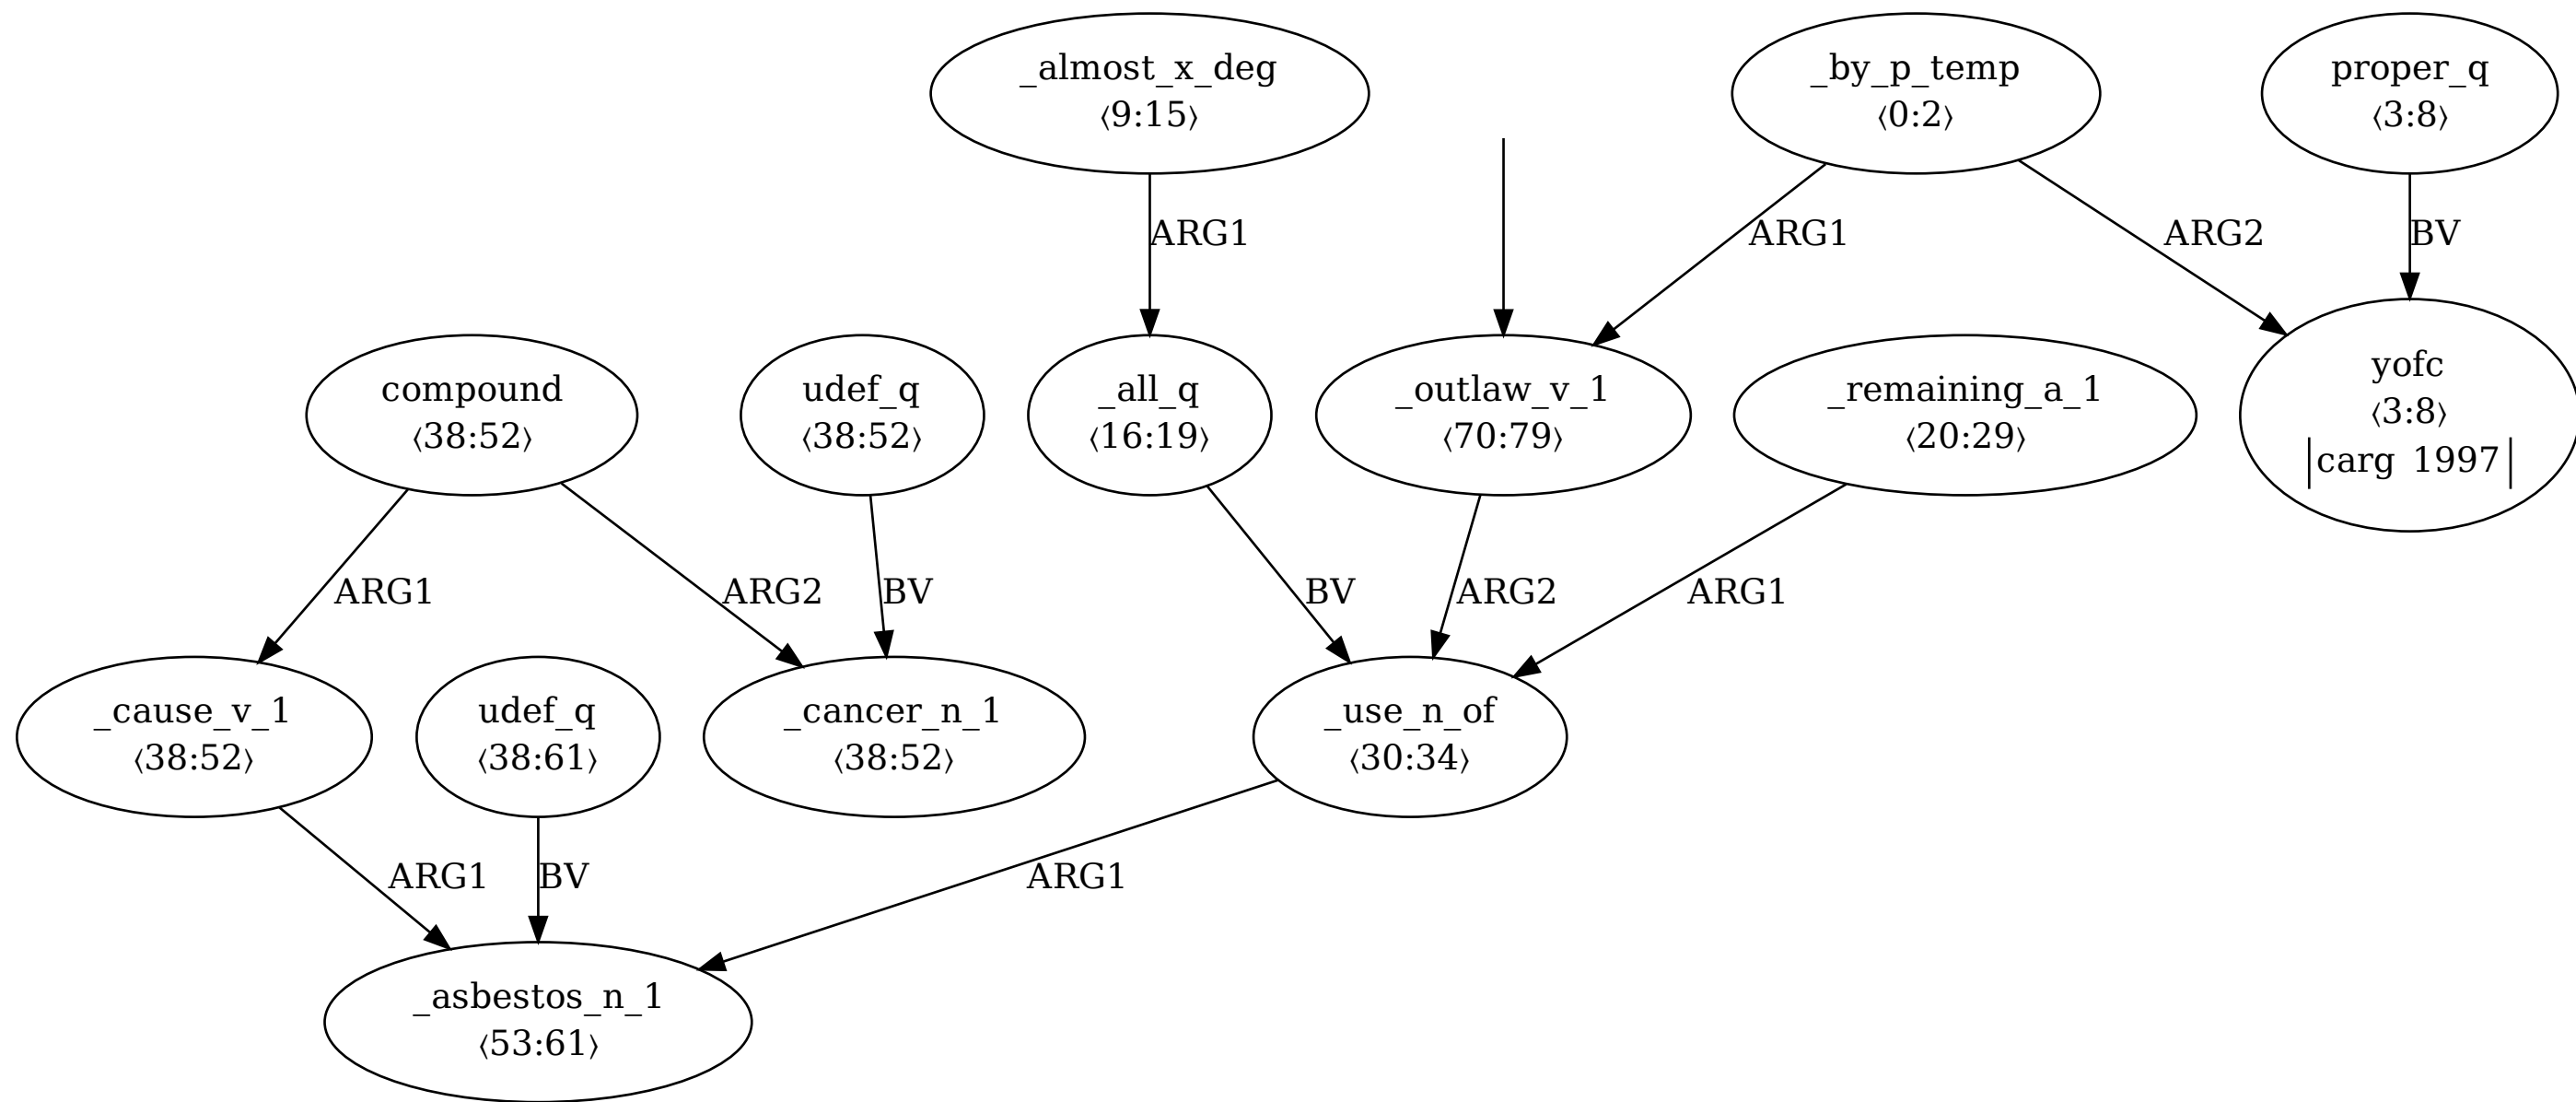 _almost_x_deg
⟨9:15⟩
_by_p_temp
⟨0:2⟩
proper_q
⟨3:8⟩
ARG1
ARG1
ARG2
BV
compound
⟨38:52⟩
udef_q
⟨38:52⟩
_all_q
⟨16:19⟩
_outlaw_v_1
⟨70:79⟩
_remaining_a_1
⟨20:29⟩
yofc
⟨3:8⟩
|carg 1997|
ARG1
ARG2
BV
BV
ARG2
ARG1
_cause_v_1
⟨38:52⟩
udef_q
⟨38:61⟩
_cancer_n_1
⟨38:52⟩
_use_n_of
⟨30:34⟩
ARG1
BV
ARG1
_asbestos_n_1
⟨53:61⟩